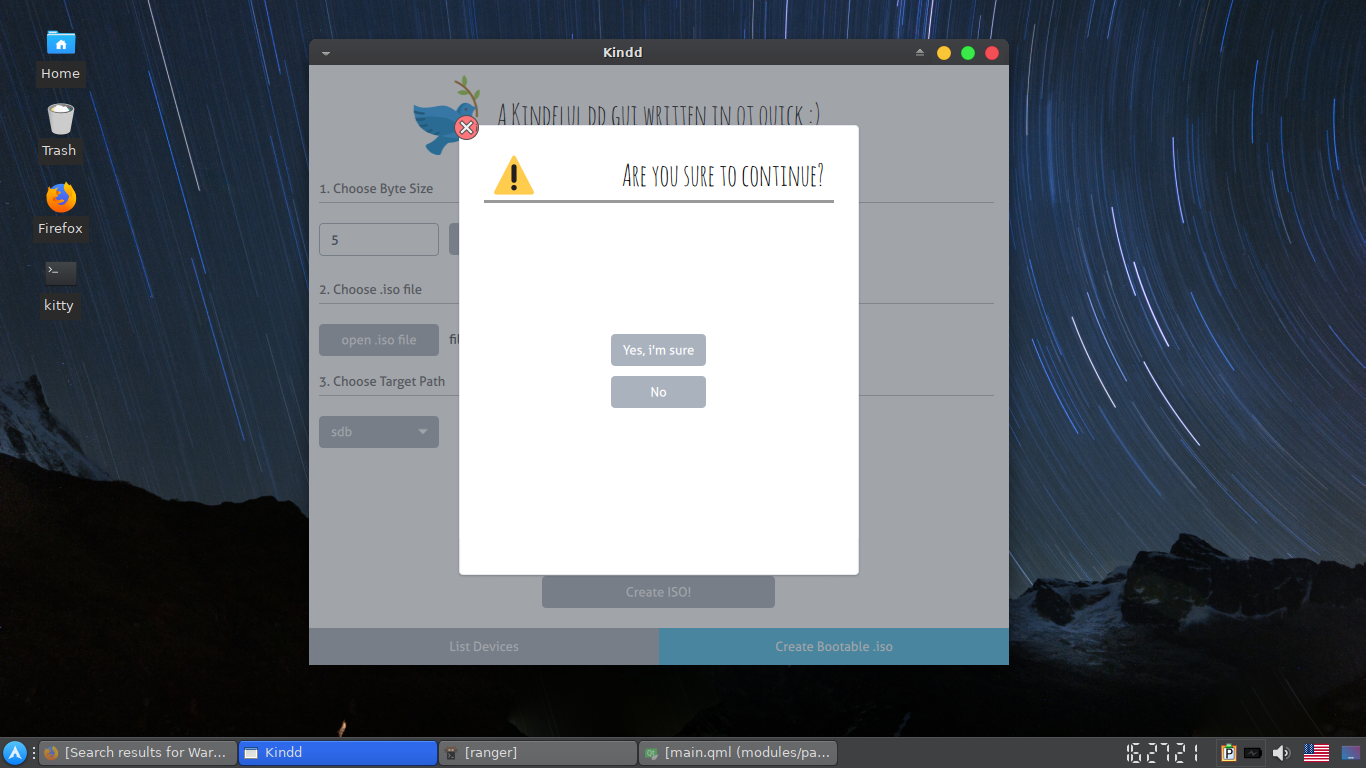 Home
Trash
Firefox
kitty
Kindd
A Kindful dd gui written in qt quick :)
Are you sure to continue?
1. Choose Byte Size
5
2. Choose .iso file
open .iso file
Yes, i'm sure
3. Choose Target Path
No
sdb
Create ISO!
List Devices
Create Bootable .iso
[Search results for War...
Kindd
[ranger]
[main.qml (modules/pa...
16:27:21